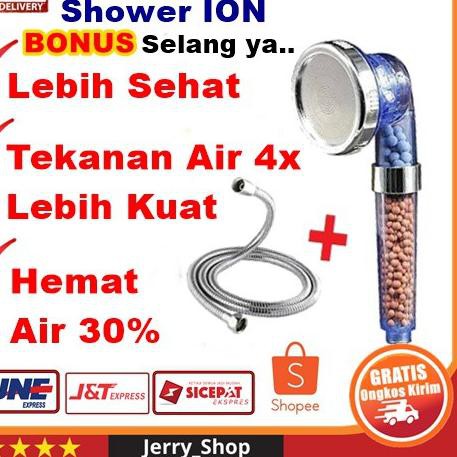 DELIVERY
Shower ION
BONUS Selang ya..
Lebih Sehat
Tekanan Air 4x
Lebih Kuat
Hemat
Air 30%
JNE
EXPRESS
J&T EXPRESS
SICEPAT
EKSPRES
Shopee
GRATIS
Ongkos Kirim
Jerry_Shop